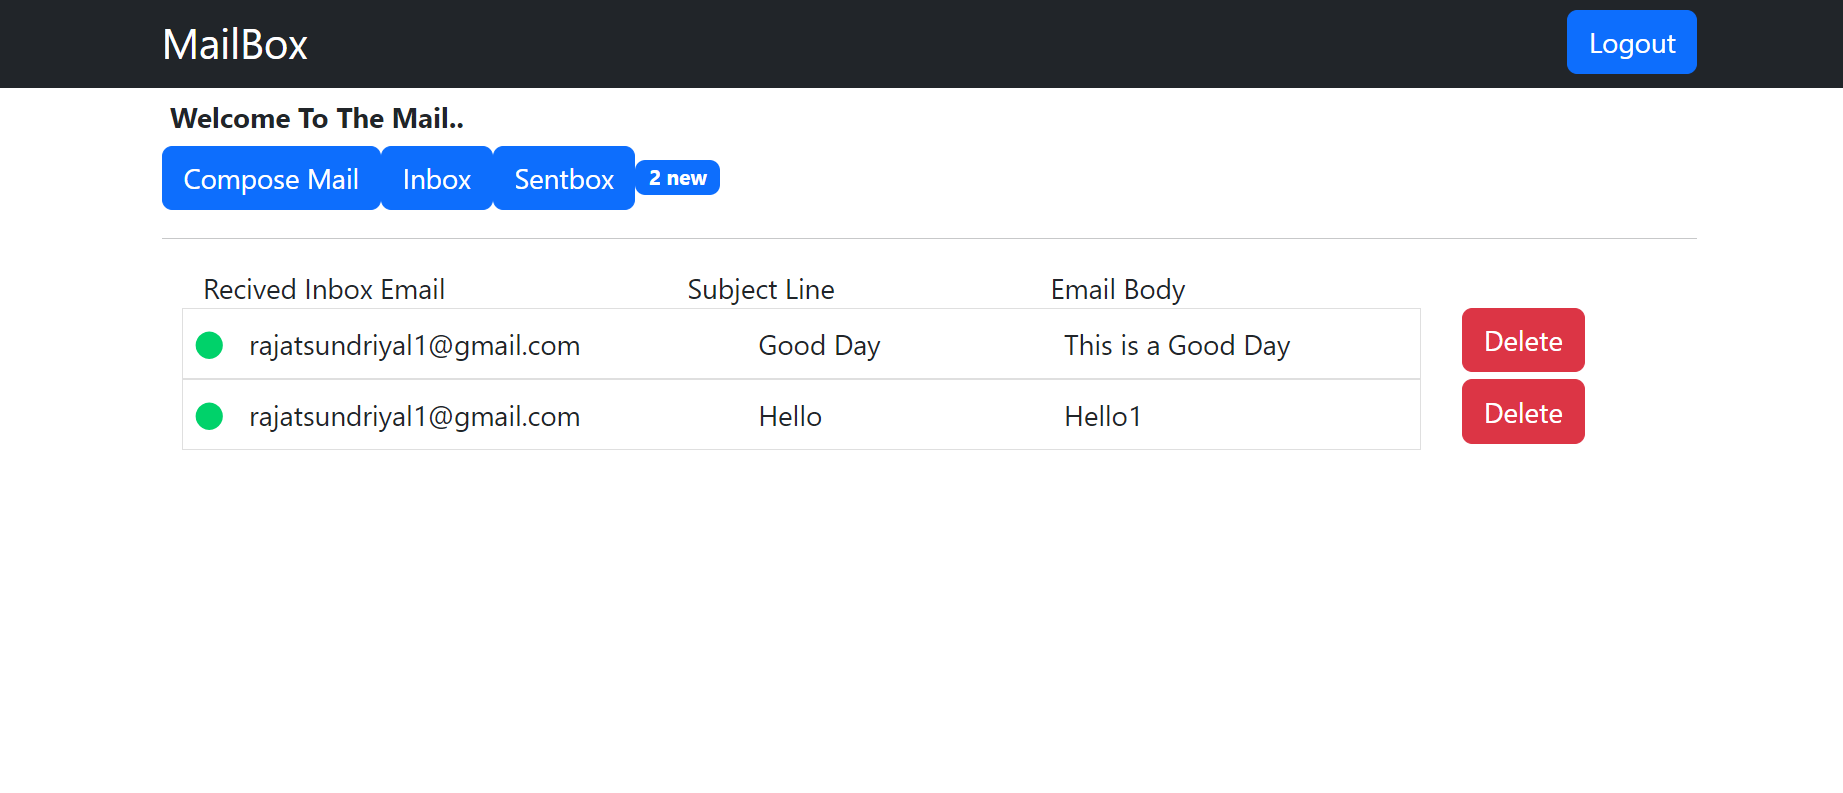 MailBox Logout
Welcome To The Mail..
Compose Mail Inbox Sentbox 2 new
Recived Inbox Email Subject Line Email Body
rajatsundriyal1@gmail.com Good Day This is a Good Day Delete
rajatsundriyal1@gmail.com Hello Hello1 Delete